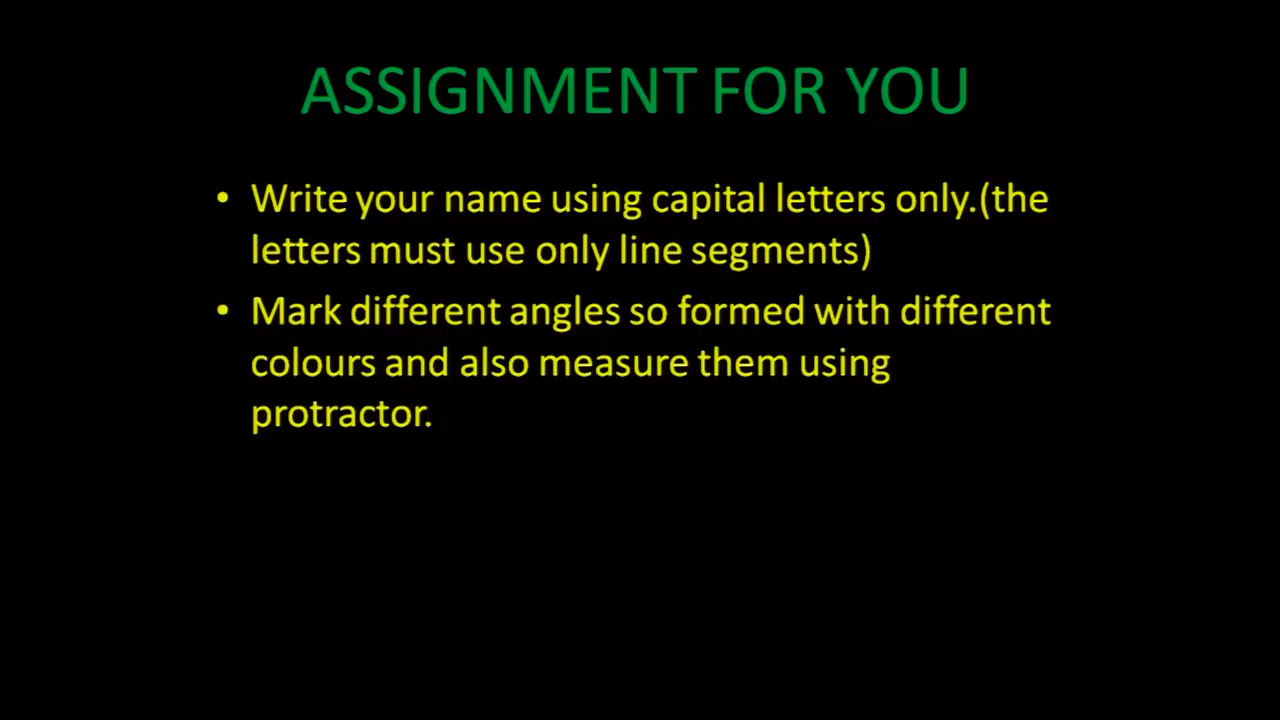 ASSIGNMENT FOR YOU
• Write your name using capital letters only.(the
letters must use only line segments)
• Mark different angles so formed with different
colours and also measure them using
protractor.